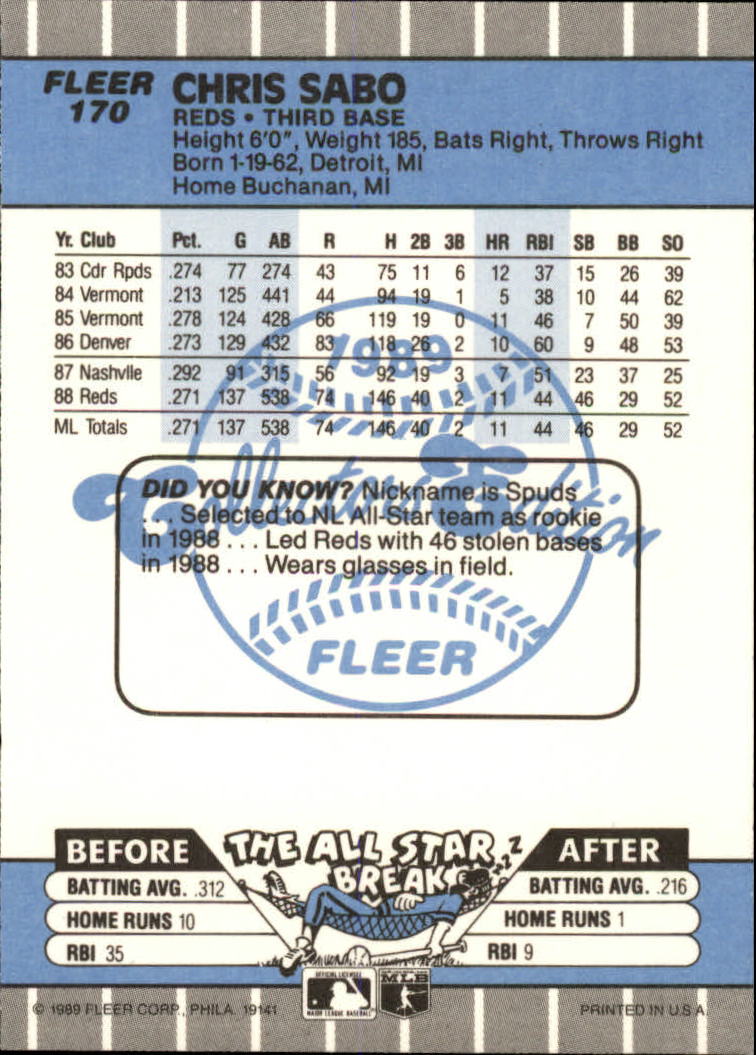 FLEER
170
CHRIS SABO
REDS • THIRD BASE
Height 6'0", Weight 185, Bats Right, Throws Right
Born 1-19-62, Detroit, MI
Home Buchanan, MI
Yr. Club Pct. G AB R H 2B 3B HR RBI SB BB SO
83 Cdr Rpds .274 77 274 43 75 11 6 12 37 15 26 39
84 Vermont .213 125 441 44 94 19 1 5 38 10 44 62
85 Vermont .278 124 428 66 119 19 0 11 46 7 50 39
86 Denver .273 129 432 83 118 26 2 10 60 9 48 53
87 Nashvlle .292 91 315 56 92 19 3 7 51 23 37 25
88 Reds .271 137 538 74 146 40 2 11 44 46 29 52
ML Totals .271 137 538 74 146 40 2 11 44 46 29 52
1989
Collectors' Edition
FLEER
DID YOU KNOW? Nickname is Spuds
. . . Selected to NL All-Star team as rookie
in 1988 . . . Led Reds with 46 stolen bases
in 1988 . . . Wears glasses in field.
THE ALL STAR
BREAK
zzZ
BEFORE
BATTING AVG. .312
HOME RUNS 10
RBI 35
AFTER
BATTING AVG. .216
HOME RUNS 1
RBI 9
OFFICIAL LICENSEE
MAJOR LEAGUE BASEBALL
MLB
© 1989 FLEER CORP., PHILA. 19141
PRINTED IN U.S.A.